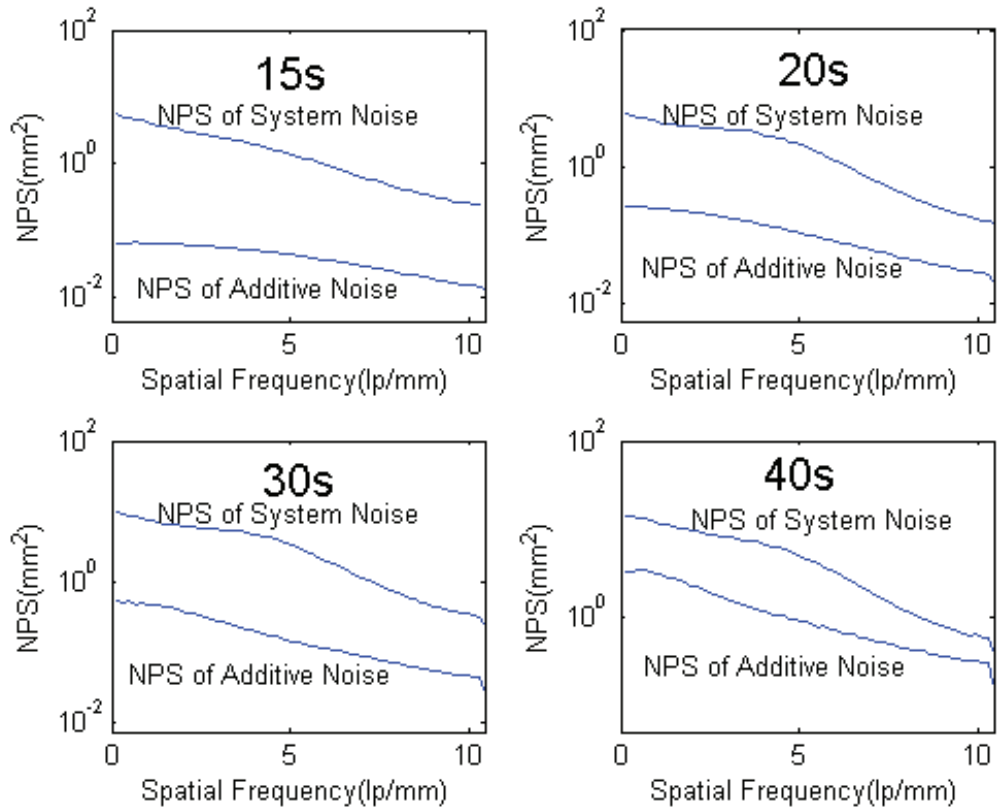 10²
15s
NPS of System Noise
10⁰
NPS(mm²)
NPS of Additive Noise
10⁻²
0
5
10
Spatial Frequency(lp/mm)
10²
20s
NPS of System Noise
10⁰
NPS(mm²)
NPS of Additive Noise
10⁻²
0
5
10
Spatial Frequency(lp/mm)
10²
30s
NPS of System Noise
10⁰
NPS(mm²)
NPS of Additive Noise
10⁻²
0
5
10
Spatial Frequency(lp/mm)
10²
40s
NPS of System Noise
NPS(mm²)
10⁰
NPS of Additive Noise
0
5
10
Spatial Frequency(lp/mm)